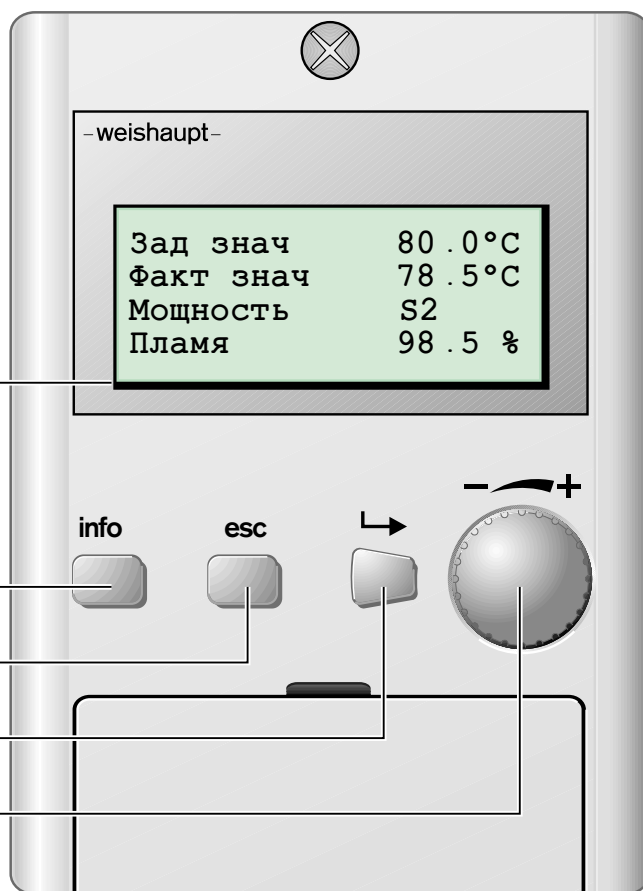 –weishaupt–
Зад знач 80.0°C
Факт знач 78.5°C
Мощность S2
Пламя 98.5 %
− +
info esc